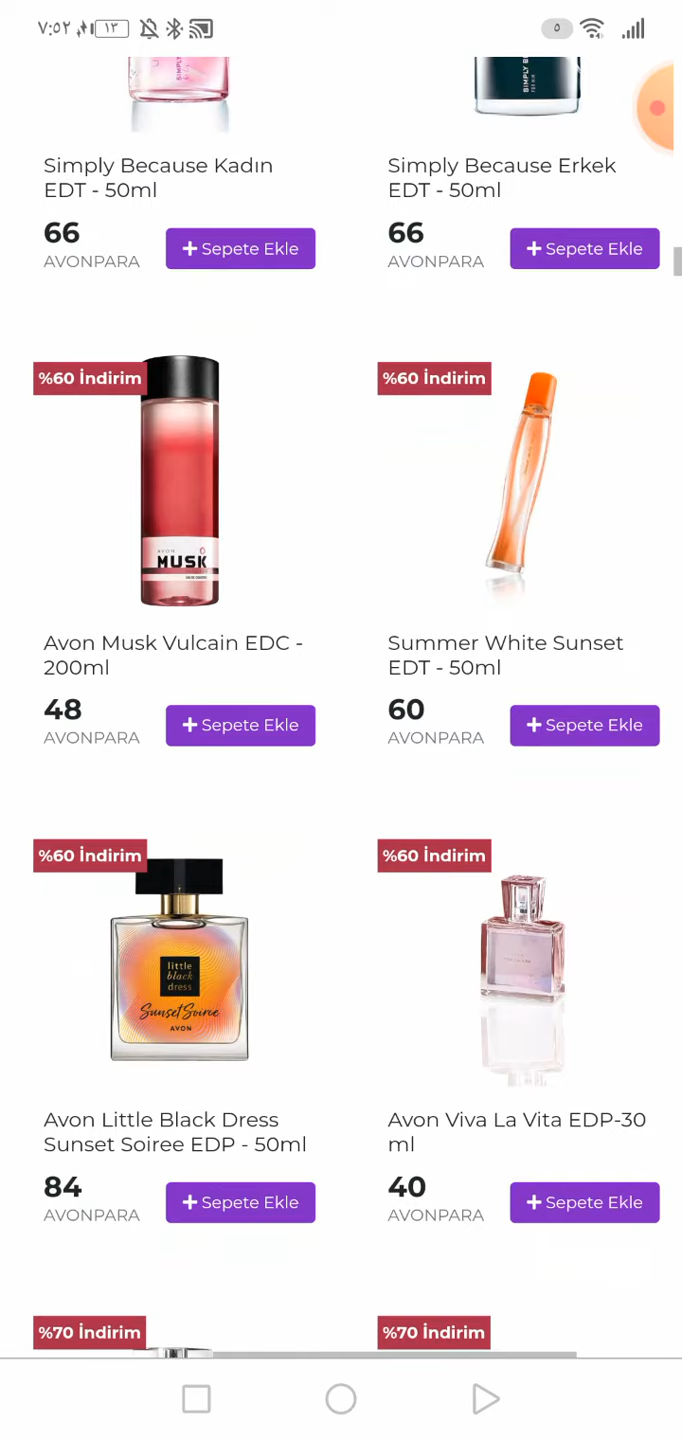 ٧:٥٢ ١٣ ٥
Simply Because Kadın
EDT - 50ml
66
AVONPARA
+ Sepete Ekle
Simply Because Erkek
EDT - 50ml
66
AVONPARA
+ Sepete Ekle
%60 İndirim
AVON
MUSK
Avon Musk Vulcain EDC -
200ml
48
AVONPARA
+ Sepete Ekle
%60 İndirim
Summer White Sunset
EDT - 50ml
60
AVONPARA
+ Sepete Ekle
%60 İndirim
little
black
dress
Sunset Soiree
AVON
Avon Little Black Dress
Sunset Soiree EDP - 50ml
84
AVONPARA
+ Sepete Ekle
%60 İndirim
Avon Viva La Vita EDP-30
ml
40
AVONPARA
+ Sepete Ekle
%70 İndirim
%70 İndirim